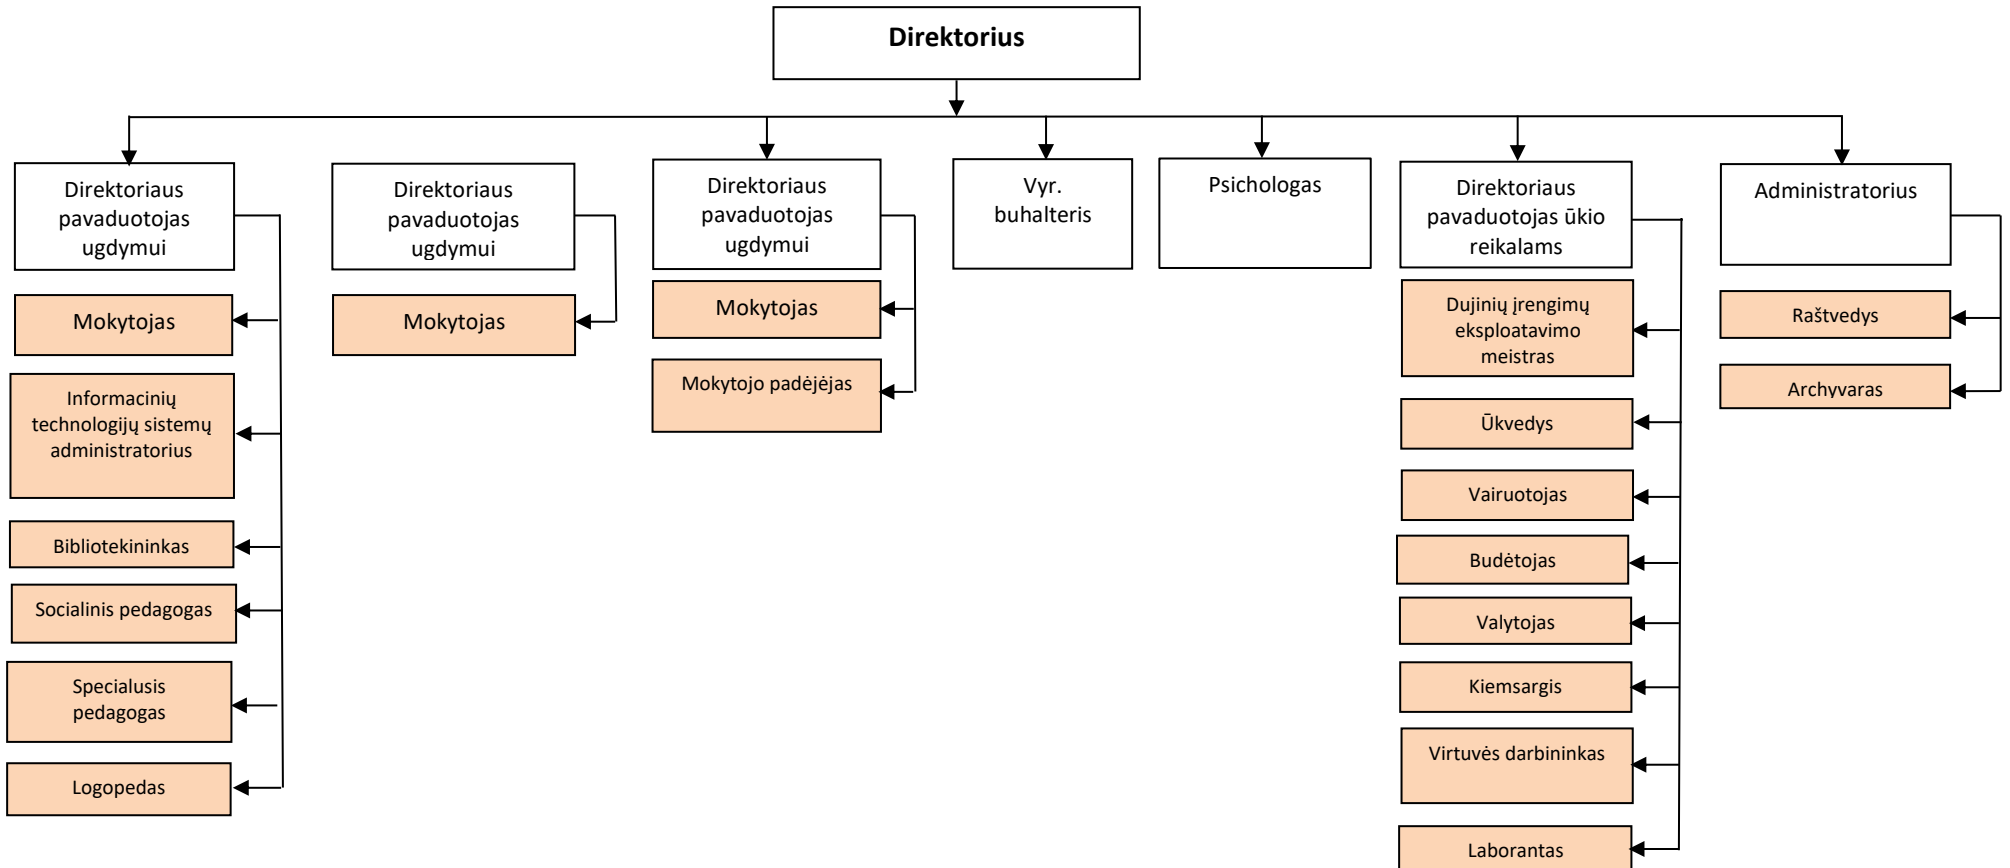 Direktorius
Direktoriaus
pavaduotojas
ugdymui
Mokytojas
Informacinių
technologijų sistemų
administratorius
Bibliotekininkas
Socialinis pedagogas
Specialusis
pedagogas
Logopedas
Direktoriaus
pavaduotojas
ugdymui
Mokytojas
Direktoriaus
pavaduotojas
ugdymui
Mokytojas
Mokytojo padėjėjas
Vyr.
buhalteris
Psichologas
Direktoriaus
pavaduotojas ūkio
reikalams
Dujinių įrengimų
eksploatavimo
meistras
Ūkvedys
Vairuotojas
Budėtojas
Valytojas
Kiemsargis
Virtuvės darbininkas
Laborantas
Administratorius
Raštvedys
Archyvaras